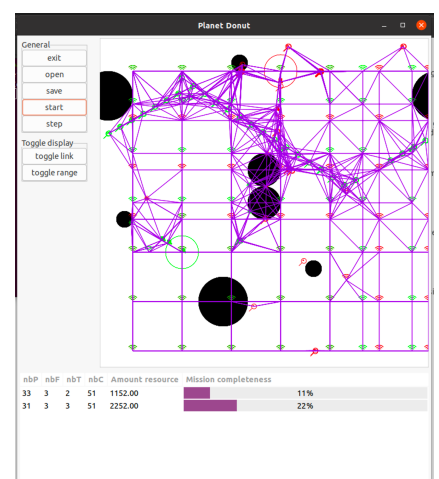 Planet Donut
General
exit
open
save
start
step
Toggle display
toggle link
toggle range
nbP nbF nbT nbC Amount resource Mission completeness
33 3 2 51 1152.00 11%
31 3 3 51 2252.00 22%